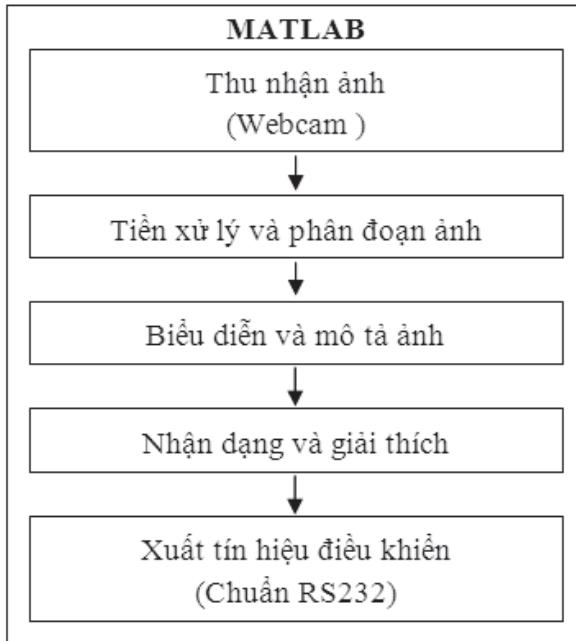 MATLAB
Thu nhận ảnh
(Webcam )
Tiền xử lý và phân đoạn ảnh
Biểu diễn và mô tả ảnh
Nhận dạng và giải thích
Xuất tín hiệu điều khiển
(Chuẩn RS232)